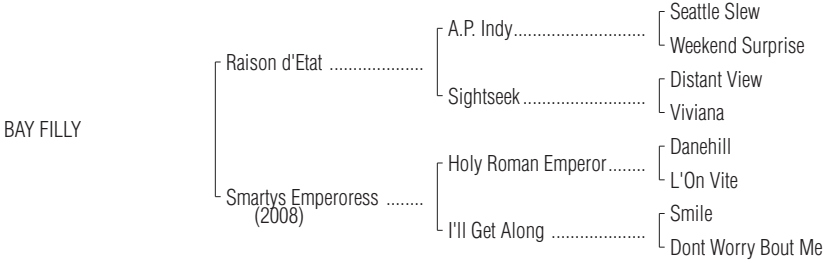 Seattle Slew
A.P. Indy............................
Weekend Surprise
Raison d'Etat ....................
Distant View
Sightseek..........................
Viviana
BAY FILLY
Danehill
Holy Roman Emperor........
L'On Vite
Smartys Emperoress ........
(2008)
Smile
I'll Get Along ....................
Dont Worry Bout Me